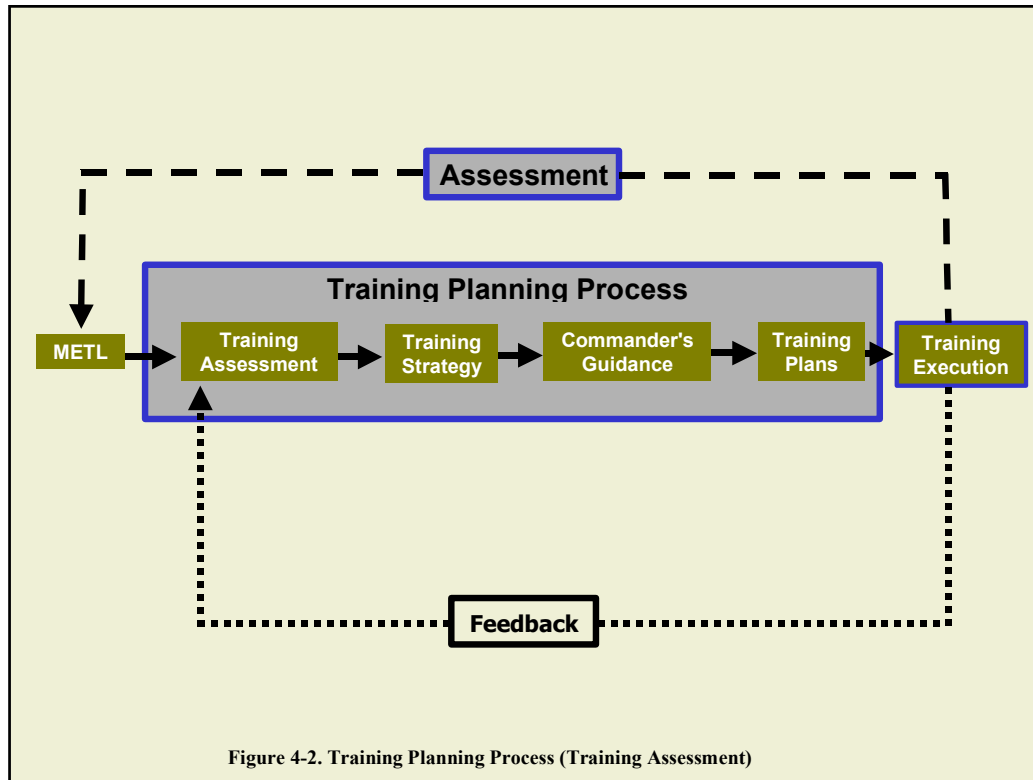 Assessment
Training Planning Process
METL
Training
Assessment
Training
Strategy
Commander's
Guidance
Training
Plans
Training
Execution
Feedback
Figure 4-2. Training Planning Process (Training Assessment)